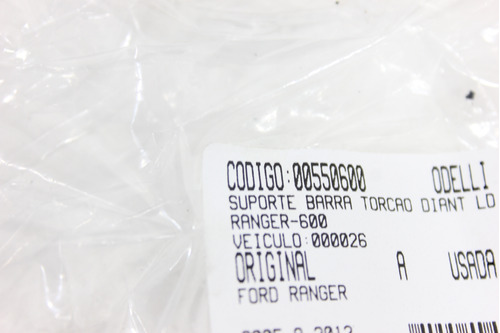 CODIGO:00550600 ODELLI
SUPORTE BARRA TORCAO DIANT LD
RANGER-600
VEICULO:000026
ORIGINAL A USADA
FORD RANGER